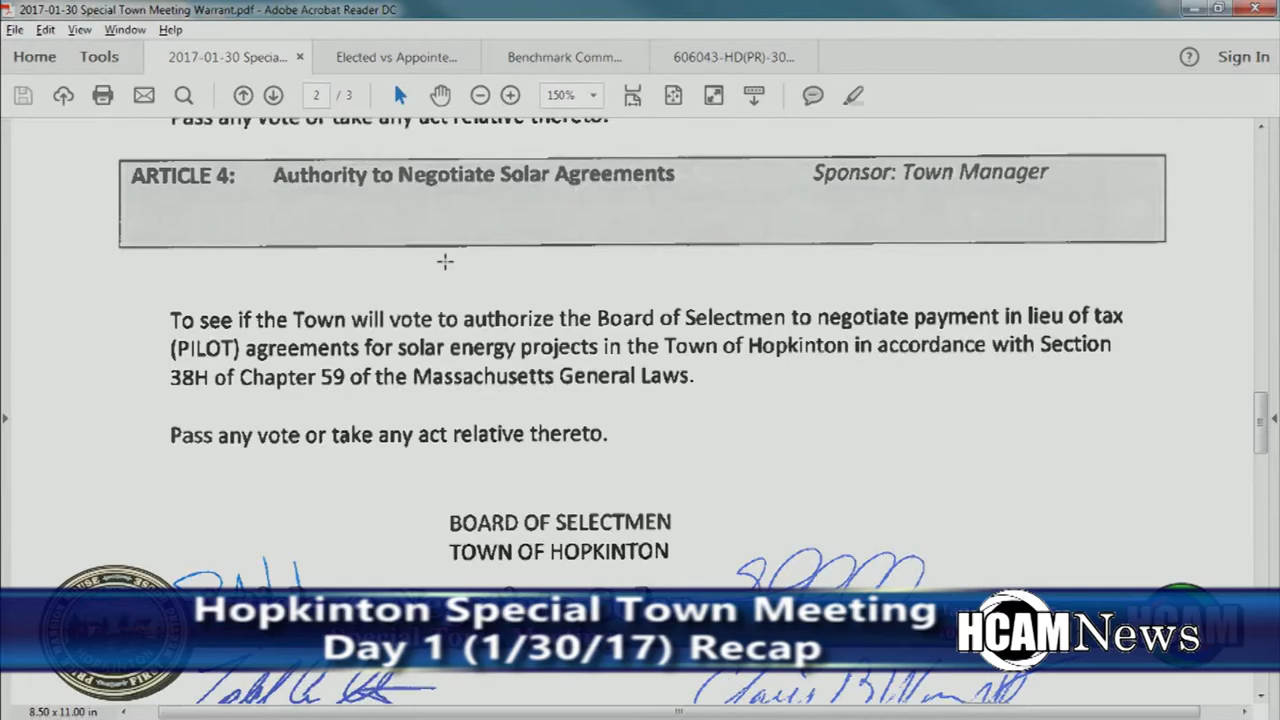 2017-01-30 Special Town Meeting Warrant.pdf - Adobe Acrobat Reader DC
File Edit View Window Help
Home Tools 2017-01-30 Specia... × Elected vs Appointe... Benchmark Comm... 606043-HD(PR)-30... Sign In
2 / 3 150%
Pass any vote or take any act relative thereto.
ARTICLE 4: Authority to Negotiate Solar Agreements Sponsor: Town Manager
To see if the Town will vote to authorize the Board of Selectmen to negotiate payment in lieu of tax
(PILOT) agreements for solar energy projects in the Town of Hopkinton in accordance with Section
38H of Chapter 59 of the Massachusetts General Laws.
Pass any vote or take any act relative thereto.
BOARD OF SELECTMEN
TOWN OF HOPKINTON
Hopkinton Special Town Meeting
Day 1 (1/30/17) Recap
HCAM News
8.50 x 11.00 in